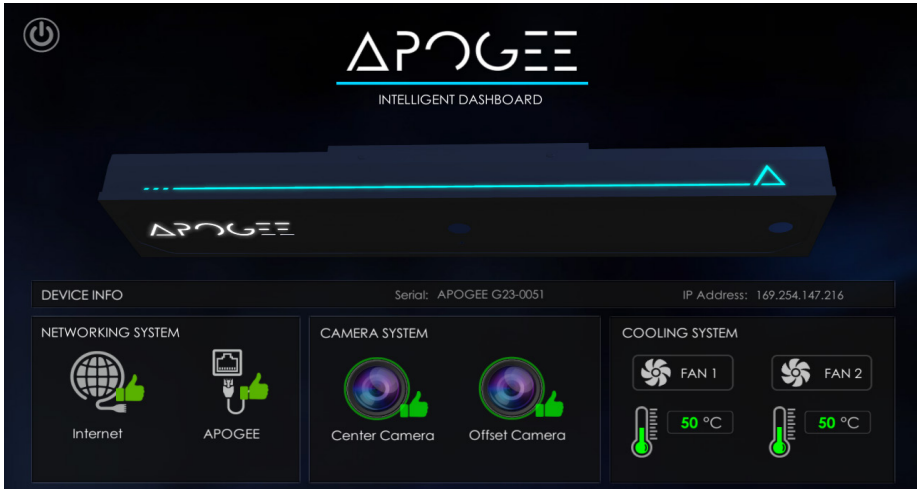 APOGEE
INTELLIGENT DASHBOARD
APOGEE
DEVICE INFO Serial: APOGEE G23-0051 IP Address: 169.254.147.216
NETWORKING SYSTEM
Internet
APOGEE
CAMERA SYSTEM
Center Camera
Offset Camera
COOLING SYSTEM
FAN 1
FAN 2
50 °C
50 °C